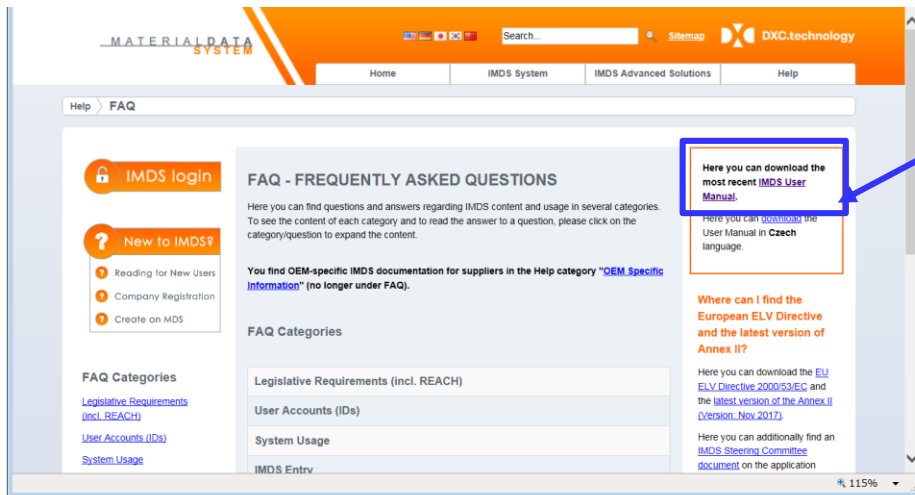 MATERIAL DATA
SYSTEM
Search...
Sitemap
DXC.technology
Home
IMDS System
IMDS Advanced Solutions
Help
Help
FAQ
IMDS login
New to IMDS?
Reading for New Users
Company Registration
Create an MDS
FAQ Categories
Legislative Requirements
(incl. REACH)
User Accounts (IDs)
System Usage
FAQ - FREQUENTLY ASKED QUESTIONS
Here you can find questions and answers regarding IMDS content and usage in several categories.
To see the content of each category and to read the answer to a question, please click on the
category/question to expand the content.
You find OEM-specific IMDS documentation for suppliers in the Help category "OEM Specific
Information" (no longer under FAQ).
FAQ Categories
Legislative Requirements (incl. REACH)
User Accounts (IDs)
System Usage
IMDS Entry
Here you can download the
most recent IMDS User
Manual.
Here you can download the
User Manual in Czech
language.
Where can I find the
European ELV Directive
and the latest version of
Annex II?
Here you can download the EU
ELV Directive 2000/53/EC and
the latest version of the Annex II
(Version: Nov 2017).
Here you can additionally find an
IMDS Steering Committee
document on the application
115%